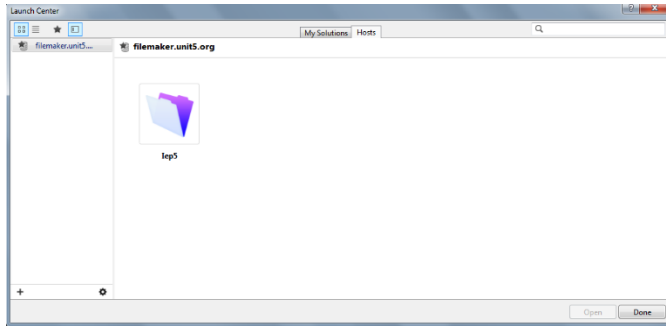 Launch Center
My Solutions Hosts
filemaker.unit5....
filemaker.unit5.org
Iep5
Open Done